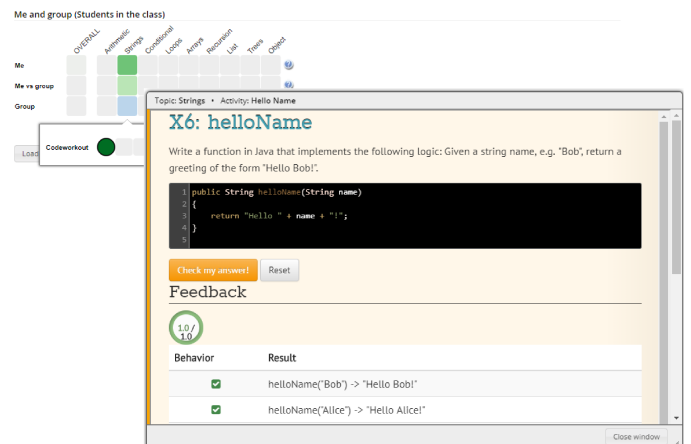 Me and group (Students in the class)
OVERALL
Arithmetic
Strings
Conditional
Loops
Arrays
Recursion
List
Trees
Object
Me
Me vs group
Group
Load
Codeworkout
Topic: Strings • Activity: Hello Name
X6: helloName
Write a function in Java that implements the following logic: Given a string name, e.g. "Bob", return a
greeting of the form "Hello Bob!".
1 public String helloName(String name)
2 {
3 return "Hello " + name + "!";
4 }
5
Check my answer!
Reset
Feedback
1.0 /
1.0
Behavior Result
helloName("Bob") -> "Hello Bob!"
helloName("Alice") -> "Hello Alice!"
Close window